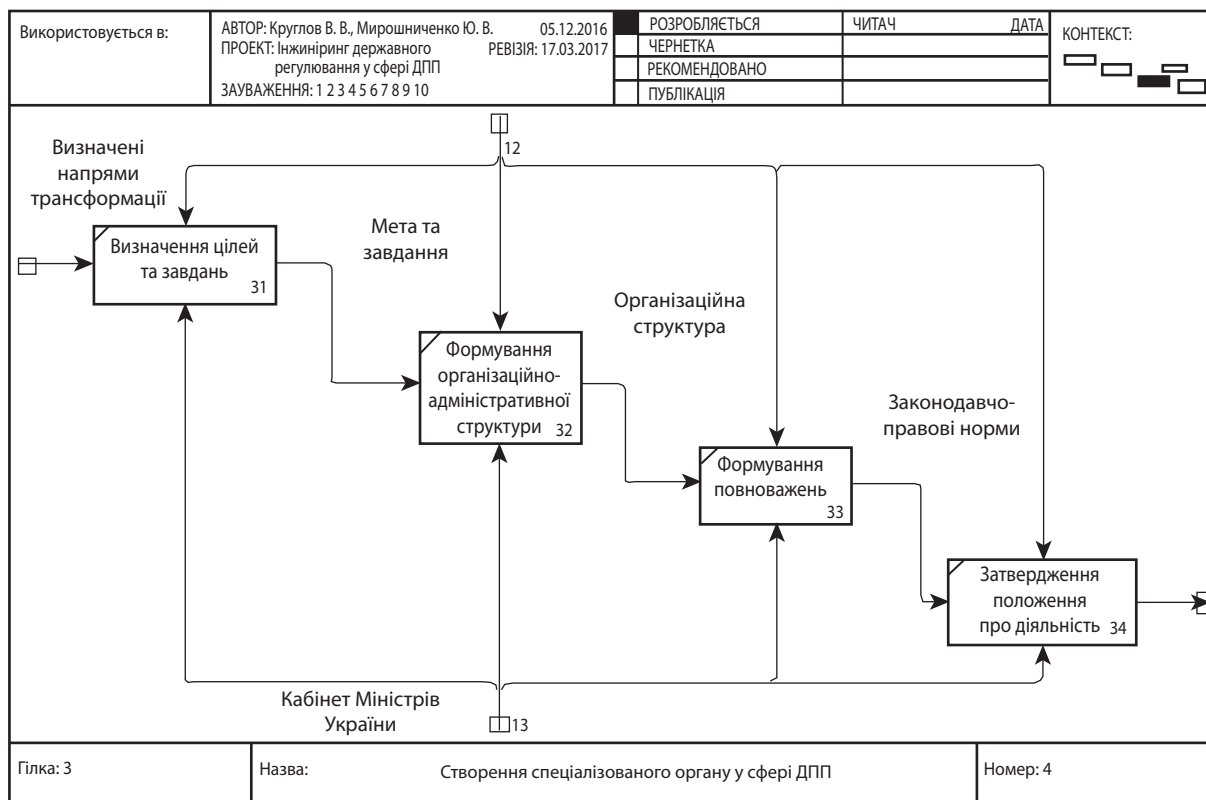 Використовується в:
АВТОР: Круглов В. В., Мирошниченко Ю. В. 05.12.2016
ПРОЕКТ: Інжиніринг державного РЕВІЗІЯ: 17.03.2017
регулювання у сфері ДПП
ЗАУВАЖЕННЯ: 1 2 3 4 5 6 7 8 9 10
РОЗРОБЛЯЄТЬСЯ
ЧЕРНЕТКА
РЕКОМЕНДОВАНО
ПУБЛІКАЦІЯ
ЧИТАЧ ДАТА
КОНТЕКСТ:
12
Визначені
напрями
трансформації
Визначення цілей
та завдань
31
Мета та
завдання
Формування
організаційно-
адміністративної
структури 32
Організаційна
структура
Формування
повноважень
33
Законодавчо-
правові норми
Затвердження
положення
про діяльність 34
Кабінет Міністрів
України
13
Гілка: 3
Назва: Створення спеціалізованого органу у сфері ДПП
Номер: 4